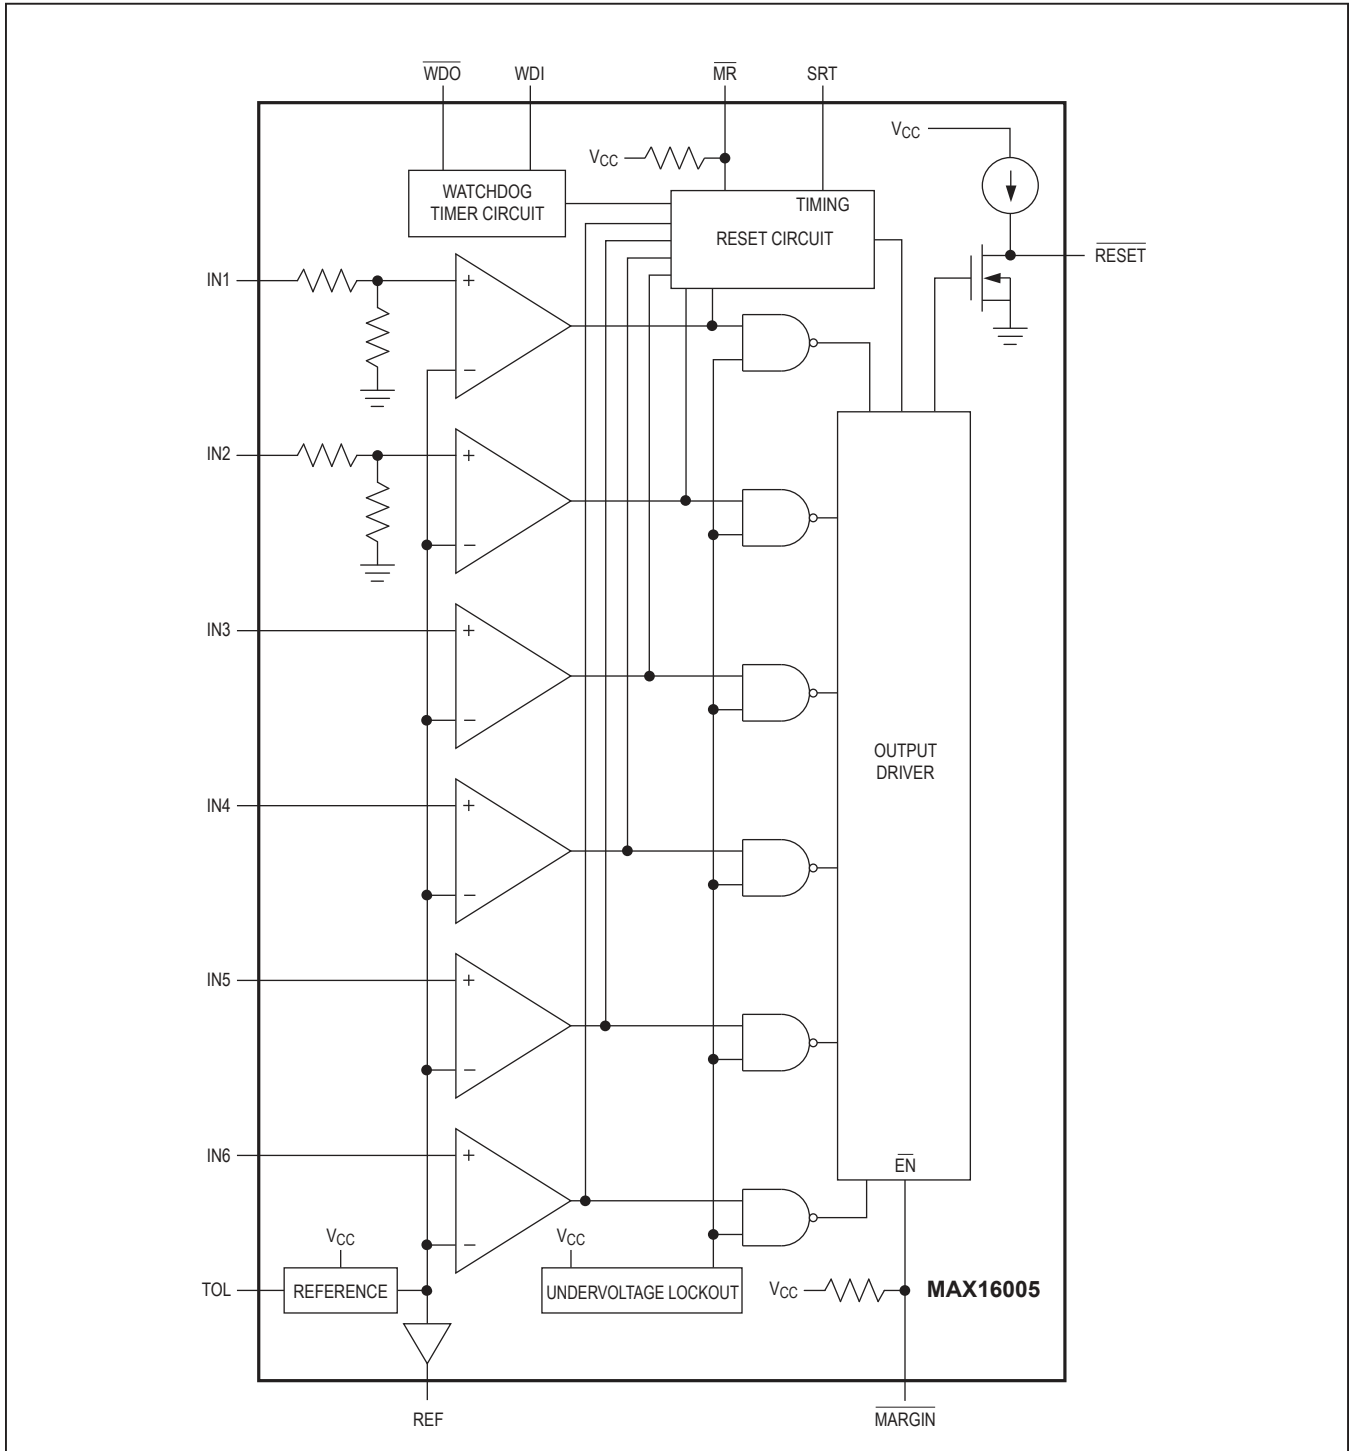 WDO
WDI
MR
SRT
VCC
VCC
WATCHDOG
TIMER CIRCUIT
TIMING
RESET CIRCUIT
RESET
IN1
+
−
IN2
+
−
IN3
+
−
OUTPUT
DRIVER
IN4
+
−
IN5
+
−
IN6
+
−
EN
VCC
VCC
TOL
REFERENCE
UNDERVOLTAGE LOCKOUT
VCC
MAX16005
REF
MARGIN